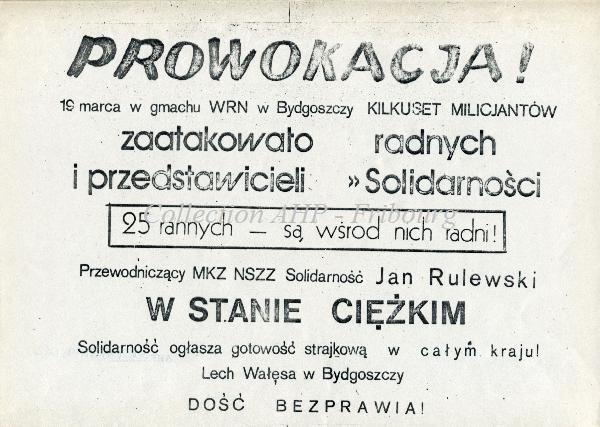 PROWOKACJA!
19 marca w gmachu WRN w Bydgoszczy KILKUSET MILICJANTÓW
zaatakowało radnych
i przedstawicieli »Solidarności
Collection AHP - Fribourg
25 rannych — są wśrod nich radni!
Przewodniczący MKZ NSZZ Solidarność Jan Rulewski
W STANIE CIĘŻKIM
Solidarność ogłasza gotowość strajkową w całym kraju!
Lech Wałęsa w Bydgoszczy
DOŚĆ BEZPRAWIA!